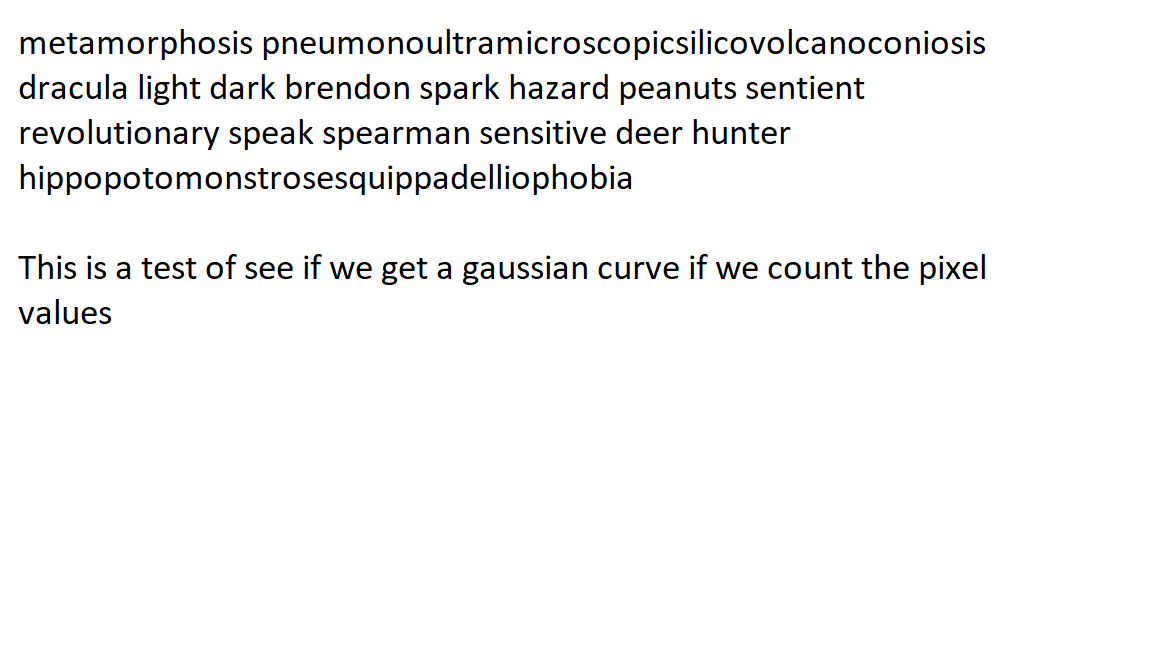 metamorphosis pneumonoultramicroscopicsilicovolcanoconiosis
dracula light dark brendon spark hazard peanuts sentient
revolutionary speak spearman sensitive deer hunter
hippopotomonstrosesquippadelliophobia
This is a test of see if we get a gaussian curve if we count the pixel
values